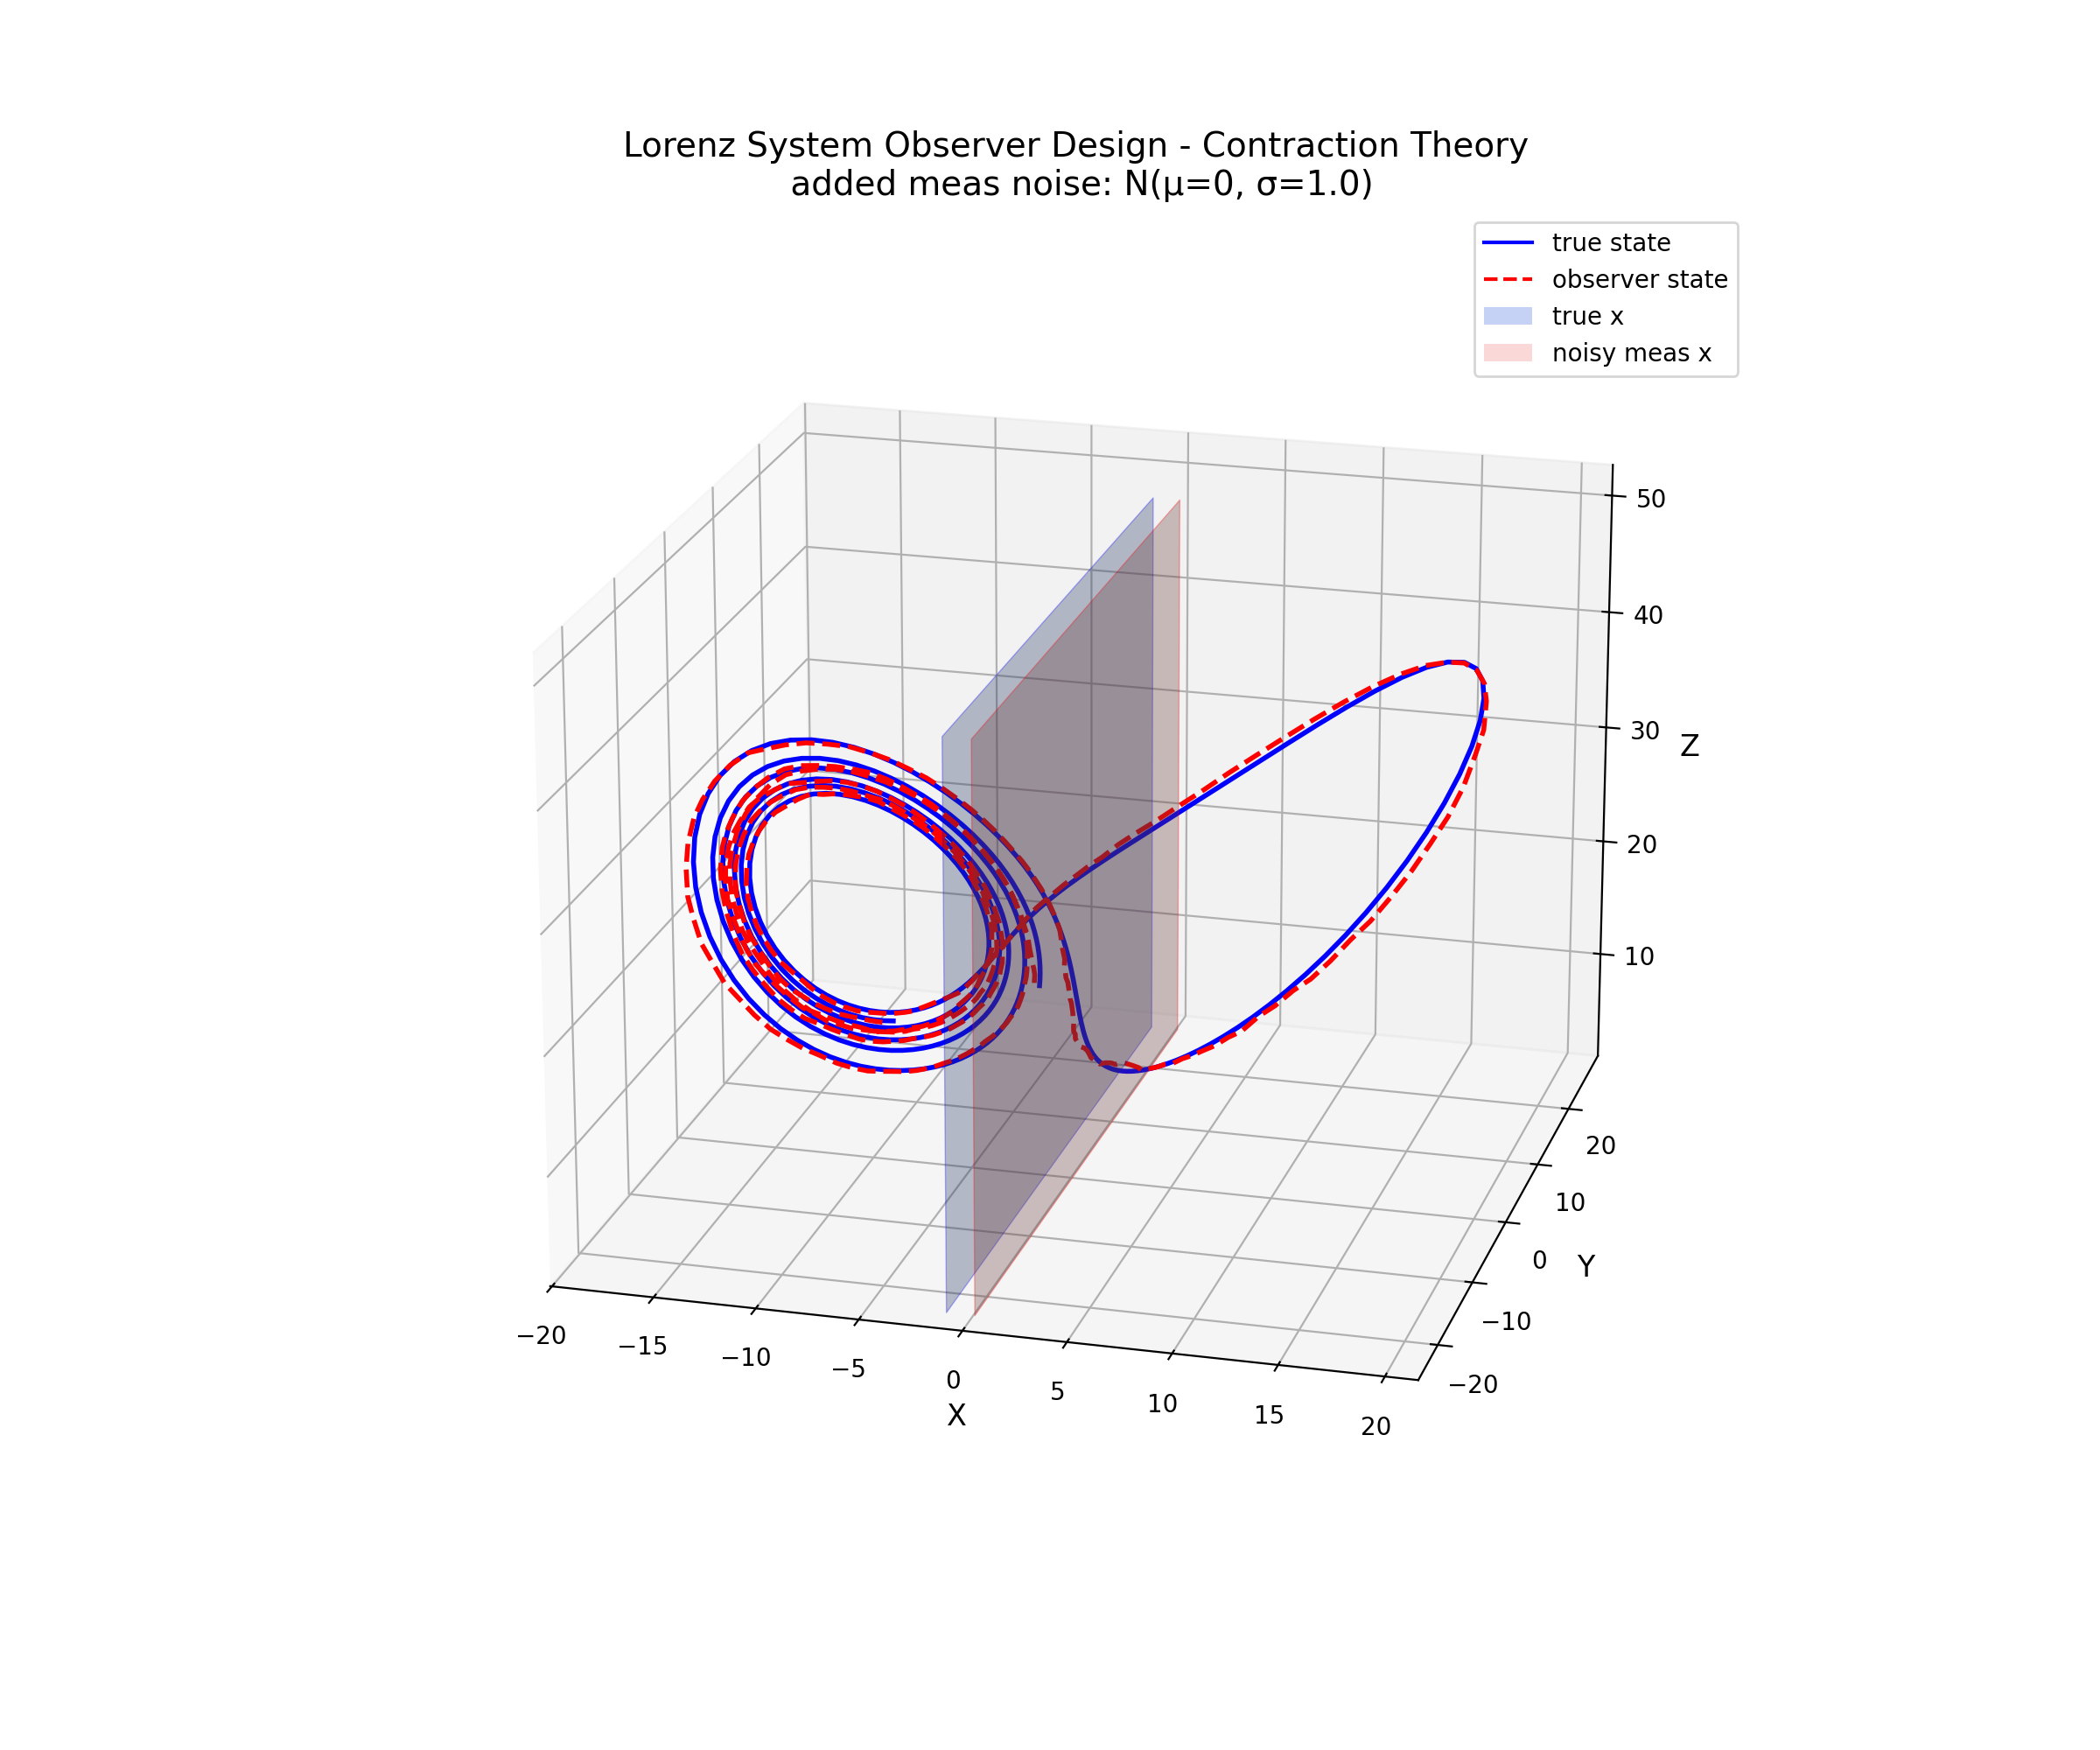 Lorenz System Observer Design - Contraction Theory
added meas noise: N(μ=0, σ=1.0)
true state
observer state
true x
noisy meas x
50
40
30
Z
20
10
20
10
0
Y
−10
−20
−20
−15
−10
−5
0
5
10
15
20
X